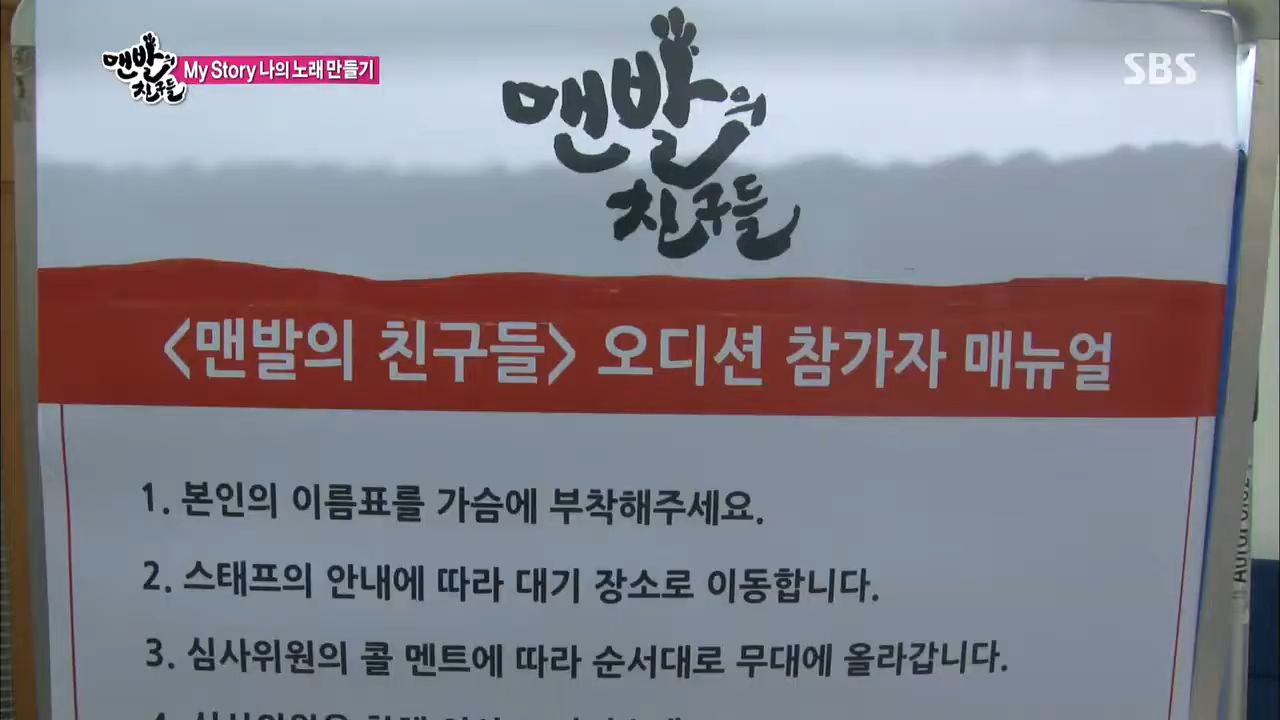 맨발의
친구들
My Story 나의 노래 만들기
SBS
맨발의
친구들
<맨발의 친구들> 오디션 참가자 매뉴얼
1. 본인의 이름표를 가슴에 부착해주세요.
2. 스태프의 안내에 따라 대기 장소로 이동합니다.
3. 심사위원의 콜 멘트에 따라 순서대로 무대에 올라갑니다.